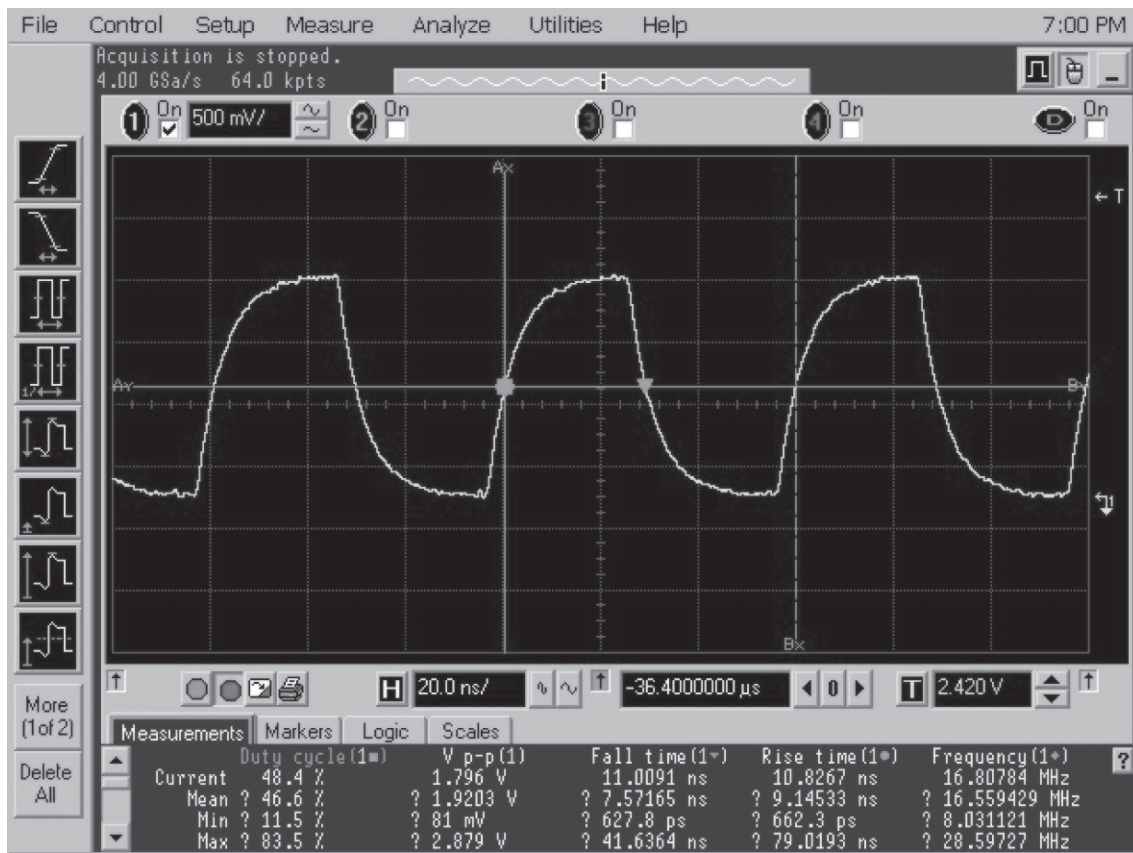 File Control Setup Measure Analyze Utilities Help 7:00 PM
Acquisition is stopped.
4.00 GSa/s 64.0 kpts
1 On 500 mV/ 2 On 3 On 4 On D On
Ax
T
Ay By
1
Bx
More
(1 of 2)
Delete
All
H 20.0 ns/ -36.4000000 µs 0 T 2.420 V
Measurements Markers Logic Scales
Duty cycle(1■) V p-p(1) Fall time(1▾) Rise time(1●) Frequency(1◆) ?
Current 48.4 % 1.796 V 11.0091 ns 10.8267 ns 16.80784 MHz
Mean ? 46.6 % ? 1.9203 V ? 7.57165 ns ? 9.14533 ns ? 16.559429 MHz
Min ? 11.5 % ? 81 mV ? 627.8 ps ? 662.3 ps ? 8.031121 MHz
Max ? 83.5 % ? 2.879 V ? 41.6364 ns ? 79.0193 ns ? 28.59727 MHz